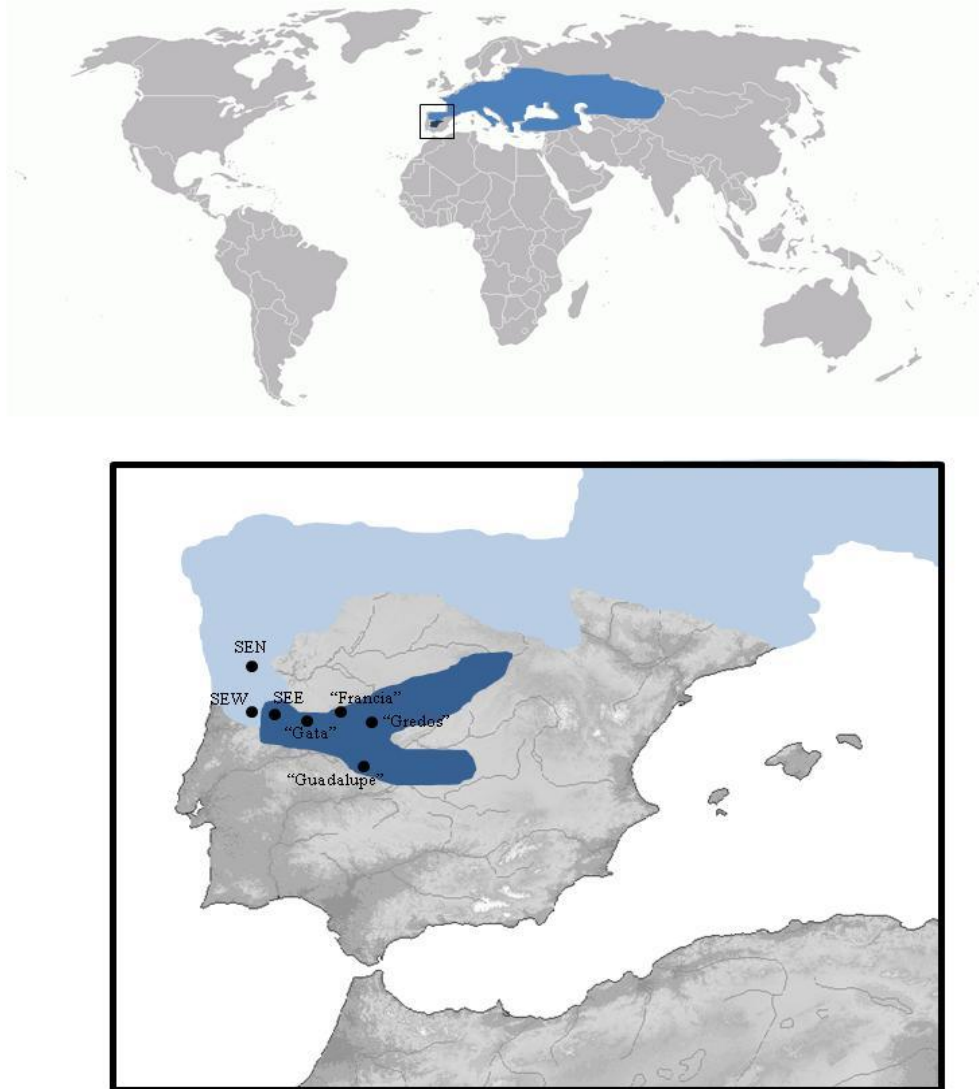 SEN
SEW
SEE
“Francia”
“Gata”
“Gredos”
“Guadalupe”